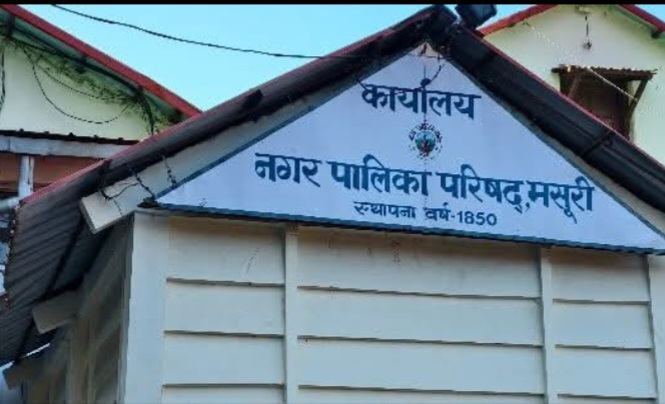 कार्यालय
नगर पालिका परिषद्,मसूरी
स्थापना वर्ष-1850